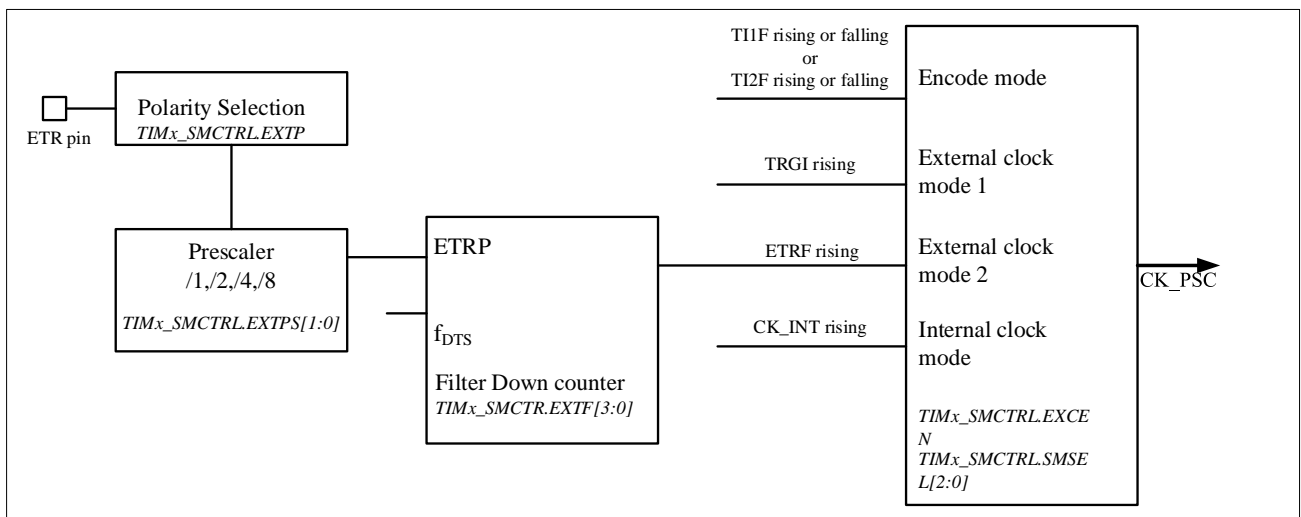 ETR pin
Polarity Selection
TIMx_SMCTRL.EXTP
Prescaler
/1,/2,/4,/8
TIMx_SMCTRL.EXTPS[1:0]
ETRP
fDTS
Filter Down counter
TIMx_SMCTR.EXTF[3:0]
TI1F rising or falling
or
TI2F rising or falling
TRGI rising
ETRF rising
CK_INT rising
Encode mode
External clock
mode 1
External clock
mode 2
Internal clock
mode
TIMx_SMCTRL.EXCE
N
TIMx_SMCTRL.SMSE
L[2:0]
CK_PSC